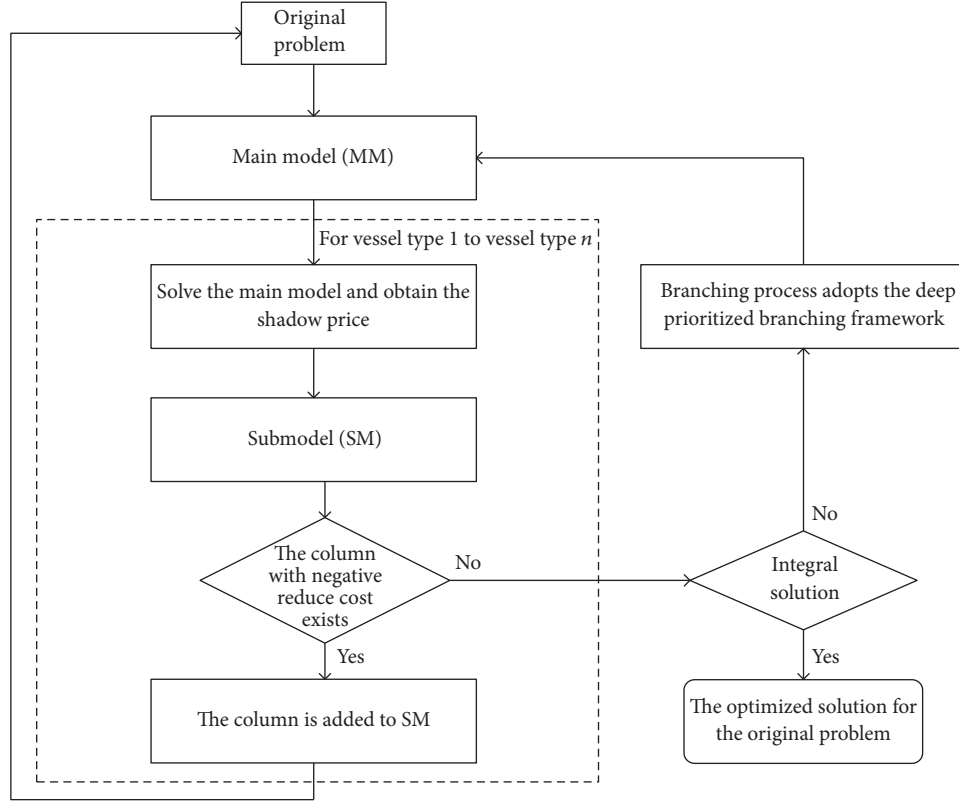 Original
problem
Main model (MM)
For vessel type 1 to vessel type n
Solve the main model and obtain the
shadow price
Submodel (SM)
The column
with negative
reduce cost
exists
No
Yes
The column is added to SM
Branching process adopts the deep
prioritized branching framework
No
Integral
solution
Yes
The optimized solution for
the original problem